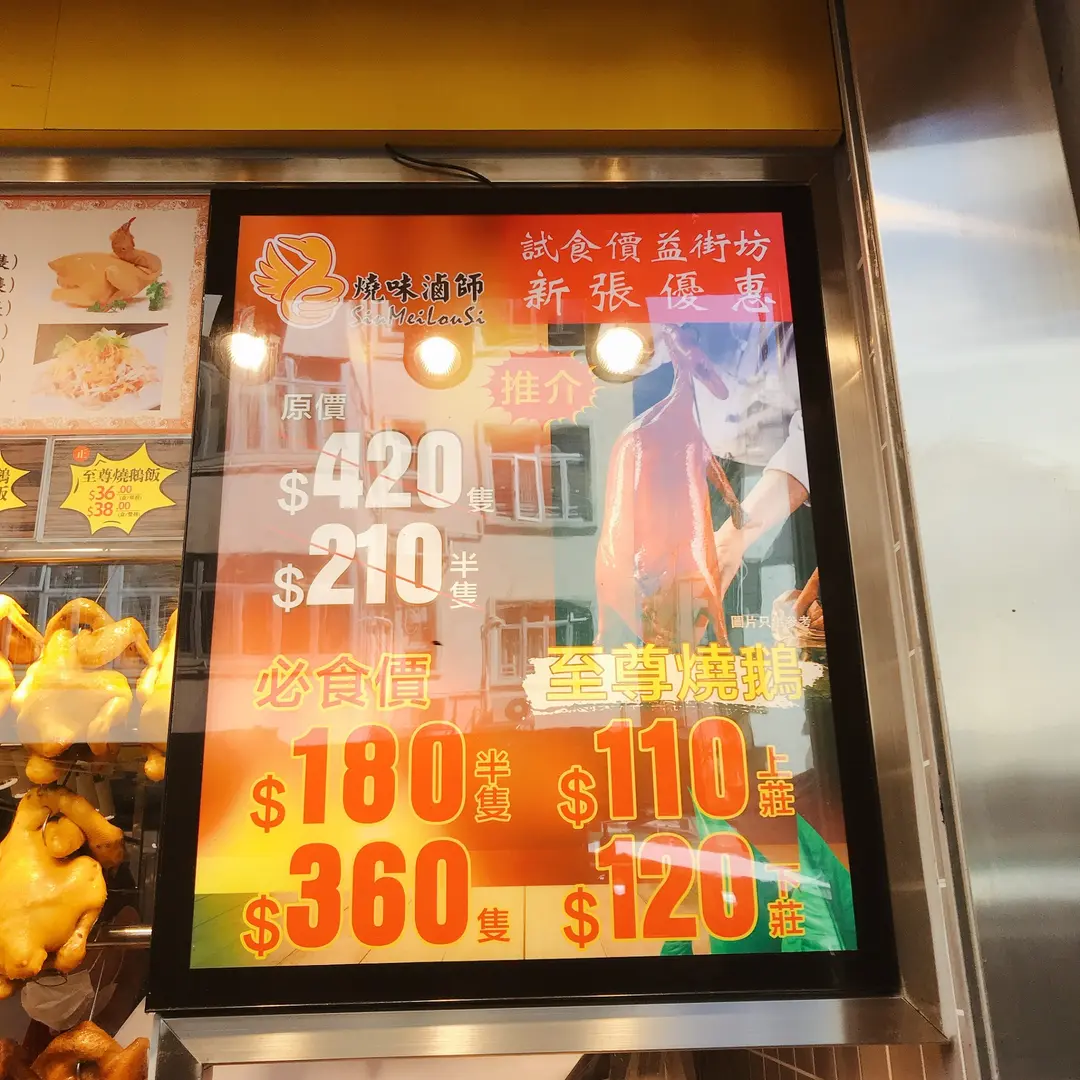 燒味滷師
SiuMeiLouSi
試食價益街坊
新張優惠
推介
原價
$420隻
$210半隻
必食價
$180半隻
$360隻
圖片只供參考
至尊燒鵝
$110上莊
$120下莊
隻)
至尊燒鵝飯
$36.00
$38.00